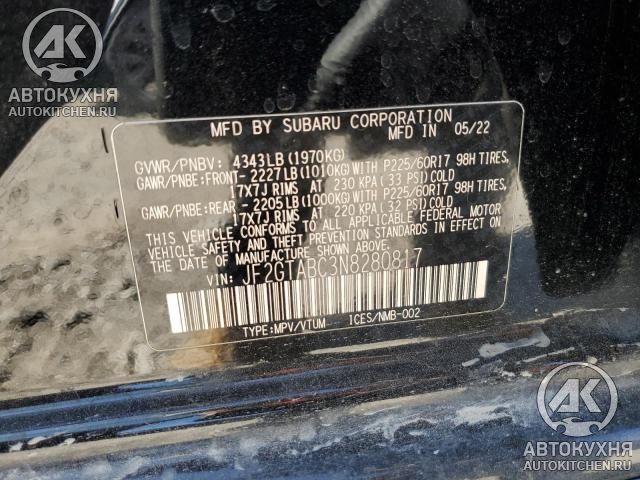 AK
АВТОКУХНЯ
AUTOKITCHEN.RU
MFD BY SUBARU CORPORATION
MFD IN 05/22
GVWR/PNBV: 4343LB(1970KG)
GAWR/PNBE:FRONT- 2227LB(1010KG)WITH P225/60R17 98H TIRES,
17X7J RIMS AT 230 KPA(33 PSI)COLD
GAWR/PNBE:REAR - 2205LB(1000KG)WITH P225/60R17 98H TIRES,
17X7J RIMS AT 220 KPA(32 PSI)COLD
THIS VEHICLE CONFORMS TO ALL APPLICABLE FEDERAL MOTOR
VEHICLE SAFETY AND BUMPER STANDARDS IN EFFECT ON
THE DATE OF MANUFACTURE SHOWN ABOVE.
VIN: JF2GTABC3N8280817
TYPE:MPV/VTUM ICES/NMB-002
AK
АВТОКУХНЯ
AUTOKITCHEN.RU